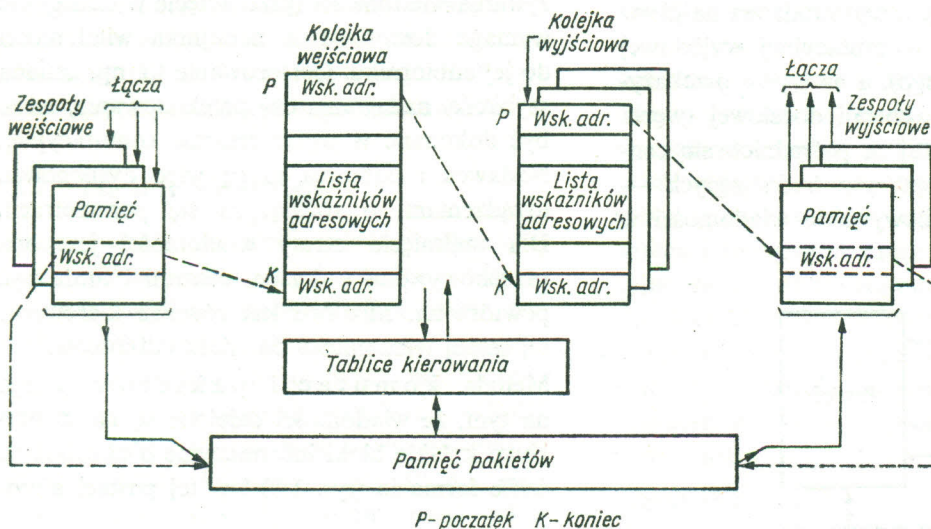 Zespoły
wejściowe
Łącza
Pamięć
Wsk. adr.
Kolejka
wejściowa
P
Wsk. adr.
Lista
wskaźników
adresowych
K
Wsk. adr.
Kolejka
wyjściowa
P
Wsk. adr.
Lista
wskaźników
adresowych
K
Wsk. adr.
Łącza
Zespoły
wyjściowe
Pamięć
Wsk. adr.
Tablice kierowania
Pamięć pakietów
P-początek K-koniec